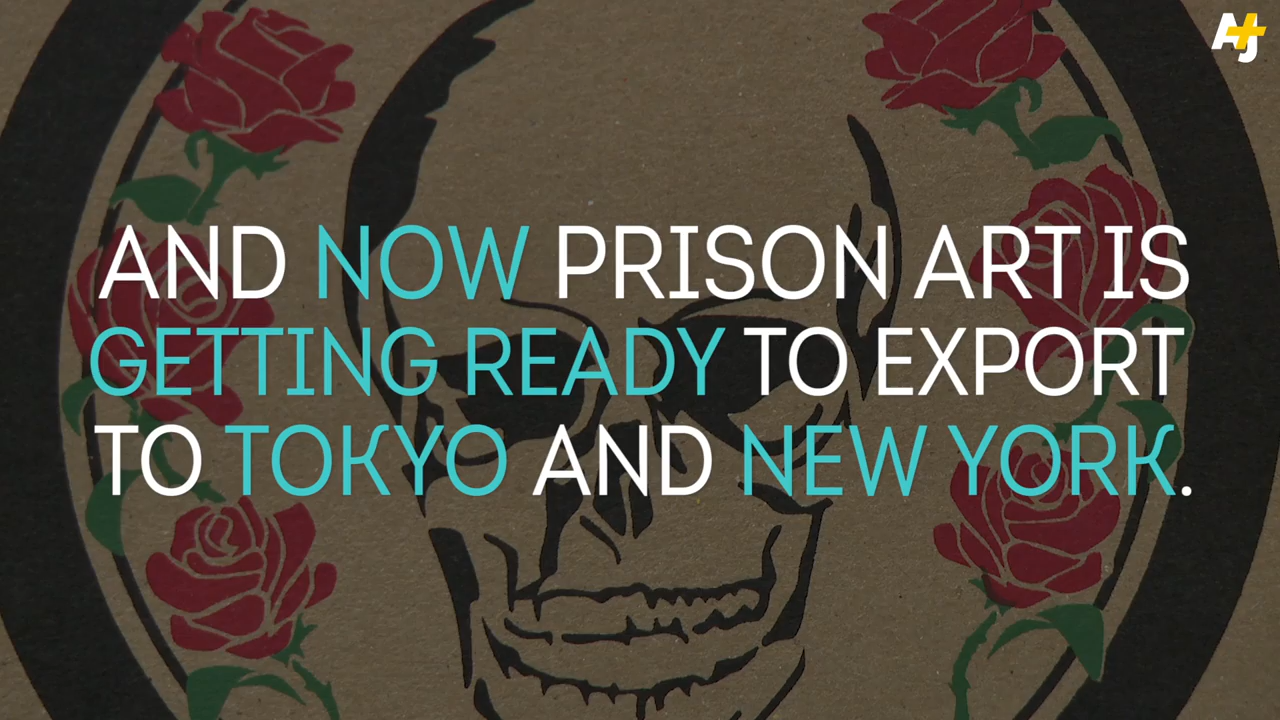 AJ+
AND NOW PRISON ART IS
GETTING READY TO EXPORT
TO TOKYO AND NEW YORK.